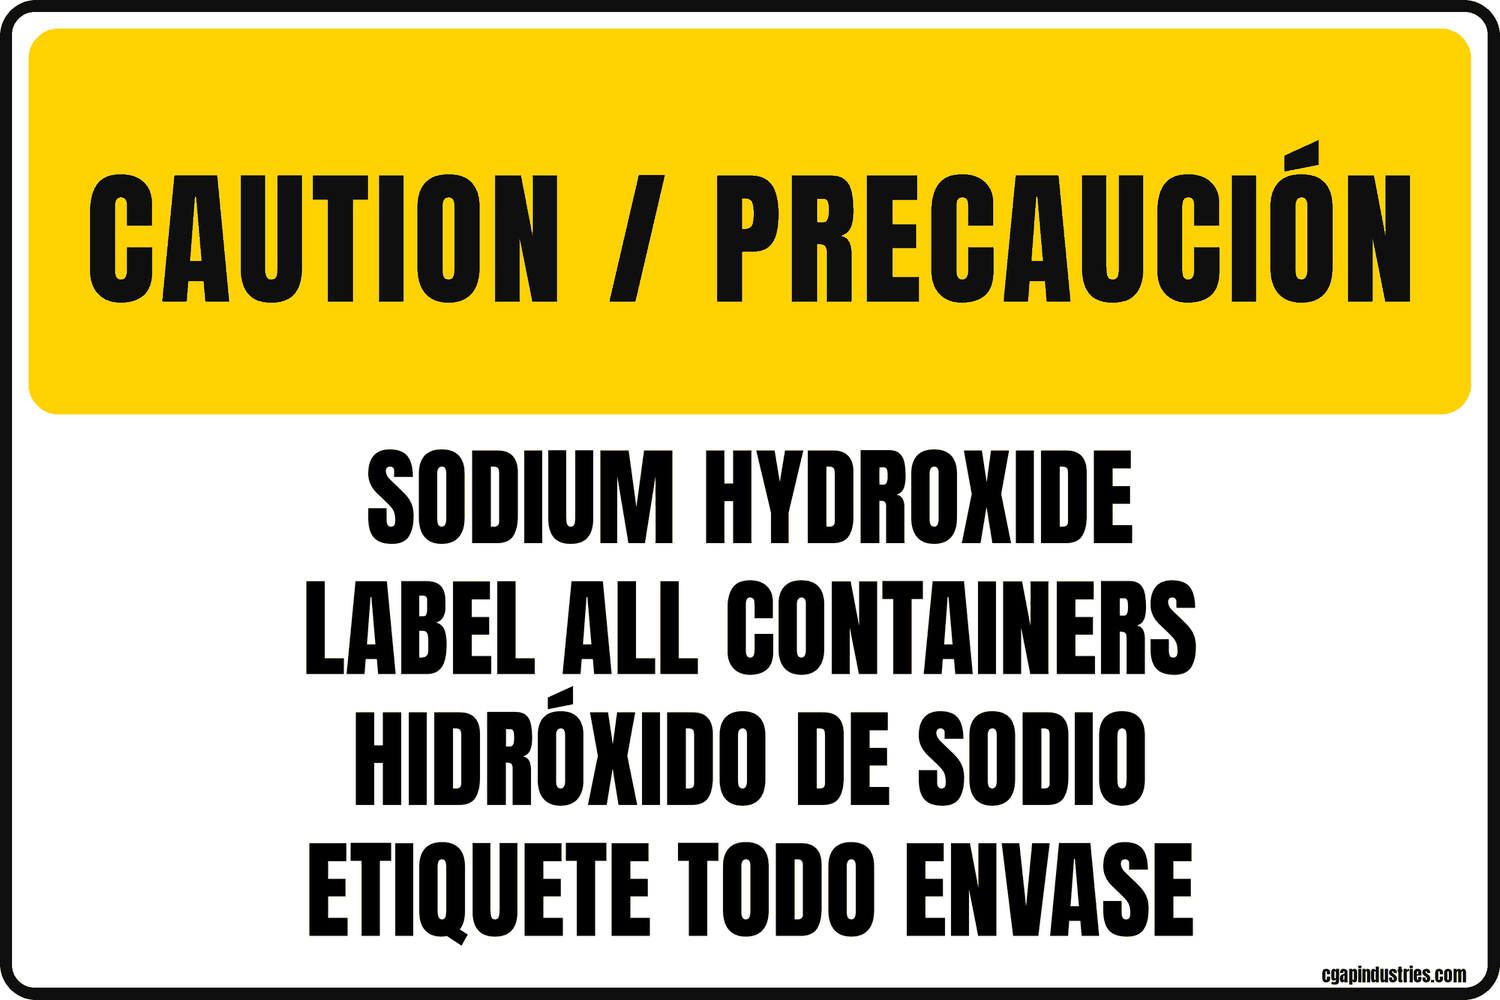 CAUTION / PRECAUCIÓN
SODIUM HYDROXIDE
LABEL ALL CONTAINERS
HIDRÓXIDO DE SODIO
ETIQUETE TODO ENVASE
cgapindustries.com